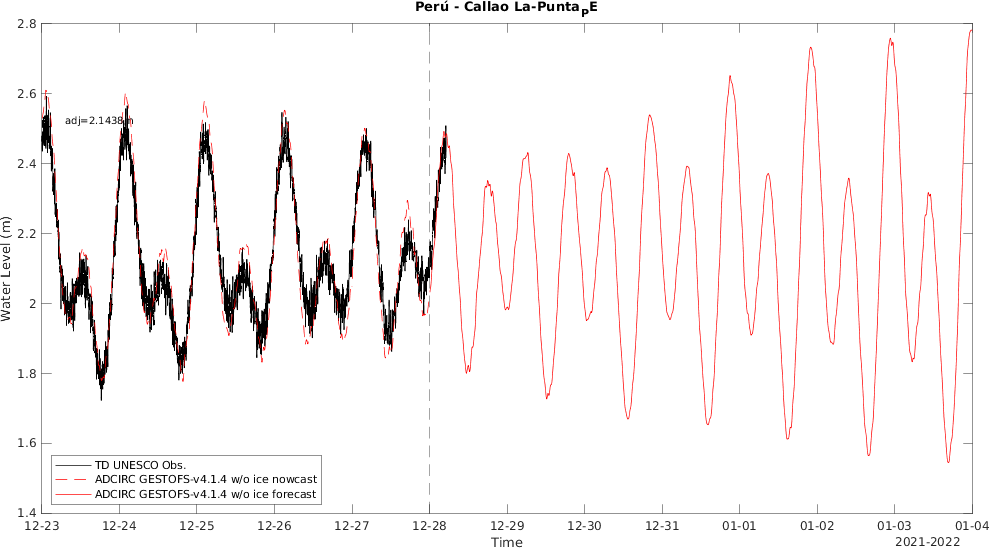 Perú - Callao La-PuntapE
2.8
2.6
2.4
2.2
2
1.8
1.6
1.4
Water Level (m)
adj=2.1438m
TD UNESCO Obs.
ADCIRC GESTOFS-v4.1.4 w/o ice nowcast
ADCIRC GESTOFS-v4.1.4 w/o ice forecast
12-23 12-24 12-25 12-26 12-27 12-28 12-29 12-30 12-31 01-01 01-02 01-03 01-04
Time
2021-2022